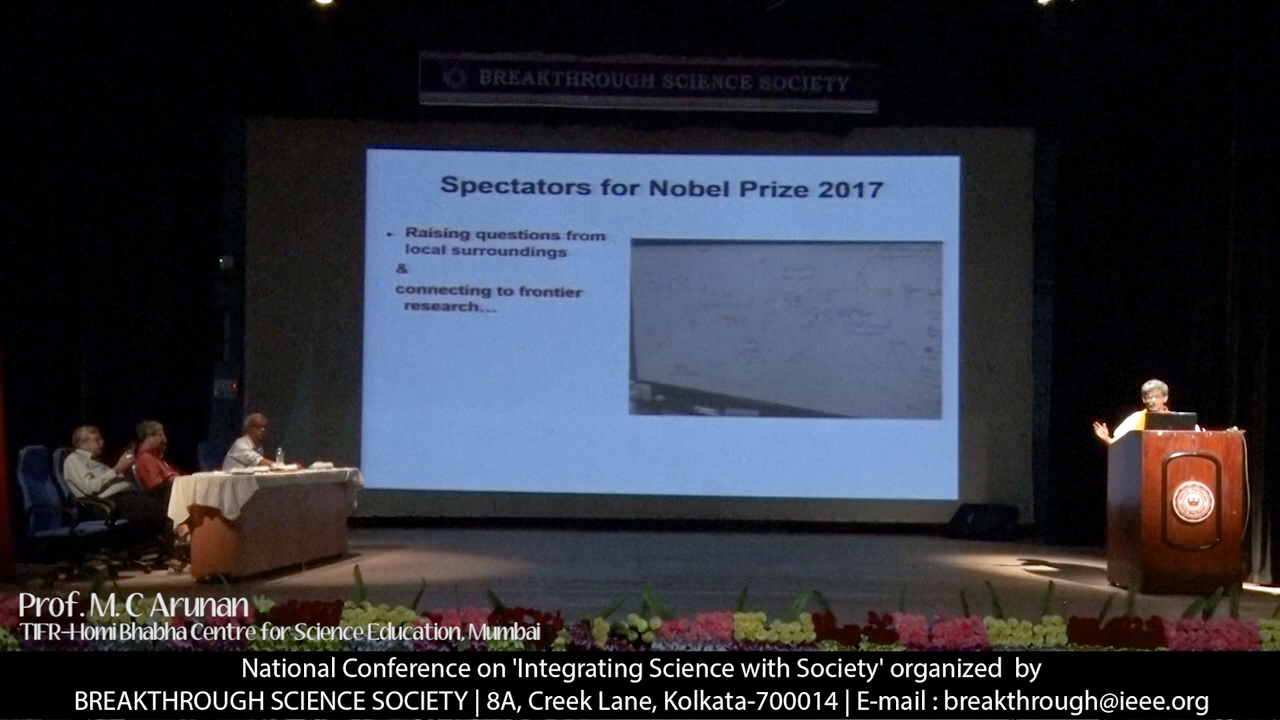 BREAKTHROUGH SCIENCE SOCIETY
Spectators for Nobel Prize 2017
• Raising questions from
local surroundings
&
connecting to frontier
research...
Prof. M. C Arunan
TIFR-Homi Bhabha Centre for Science Education, Mumbai
National Conference on 'Integrating Science with Society' organized by
BREAKTHROUGH SCIENCE SOCIETY | 8A, Creek Lane, Kolkata-700014 | E-mail : breakthrough@ieee.org